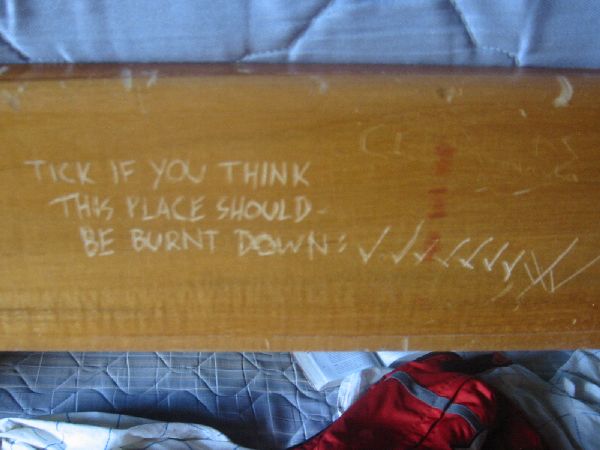 TICK IF YOU THINK
THIS PLACE SHOULD
BE BURNT DOWN: ✓✓✓✓✓✓✓✓✓